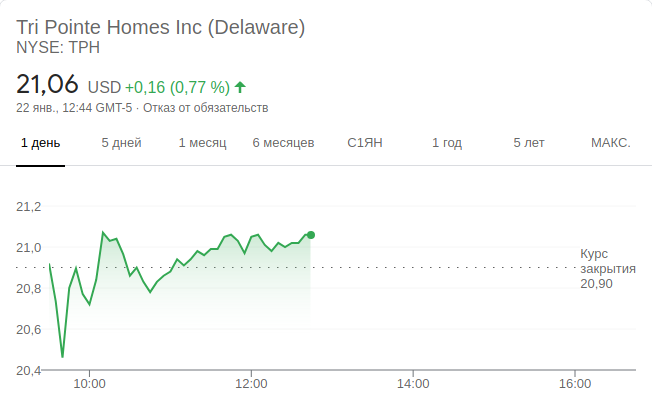 Tri Pointe Homes Inc (Delaware)
NYSE: TPH
21,06 USD +0,16 (0,77 %)
22 янв., 12:44 GMT-5 · Отказ от обязательств
1 день 5 дней 1 месяц 6 месяцев С1ЯН 1 год 5 лет МАКС.
21,2
21,0
Курс
закрытия
20,90
20,8
20,6
20,4
10:00 12:00 14:00 16:00